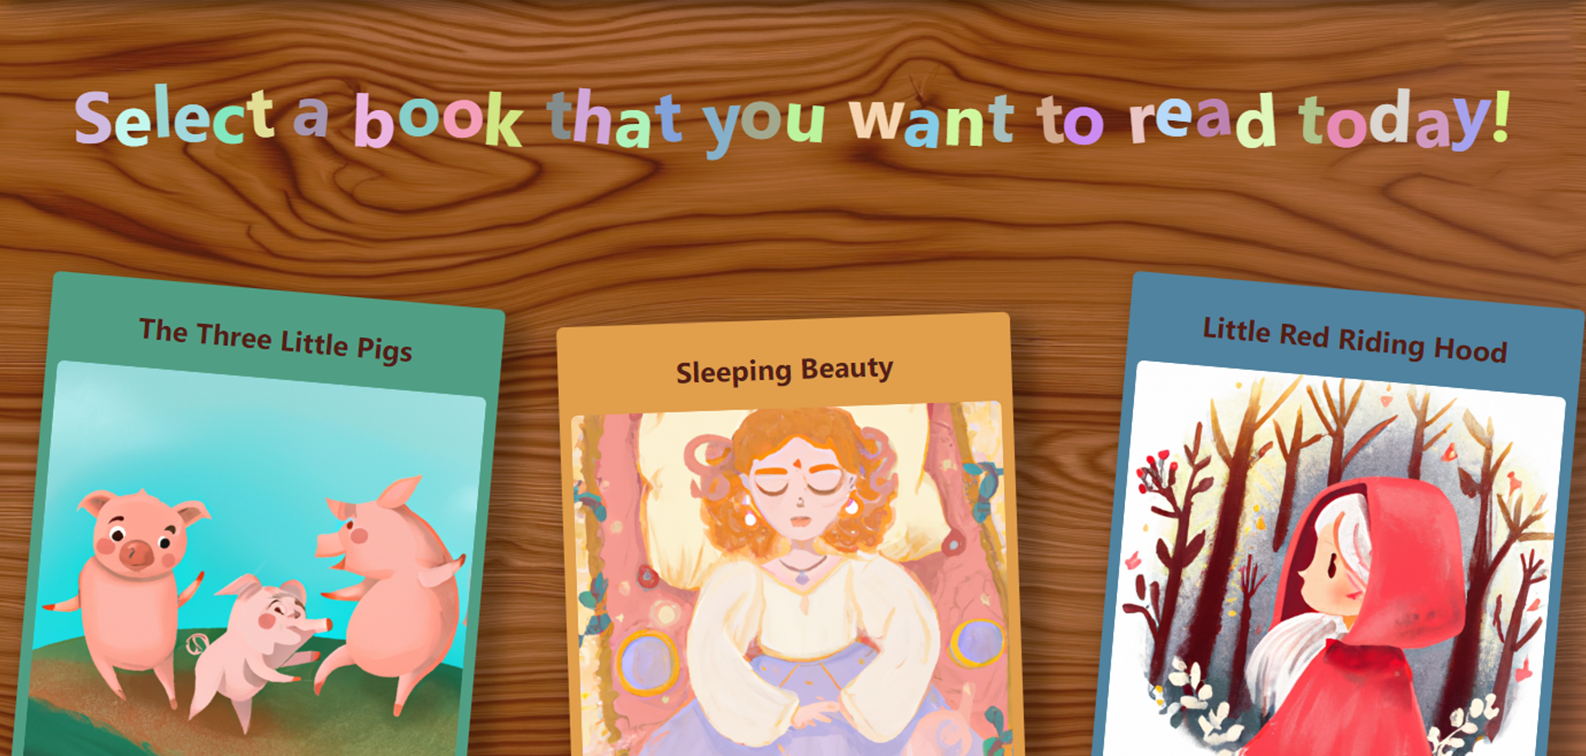 Select a book that you want to read today!
The Three Little Pigs
Sleeping Beauty
Little Red Riding Hood